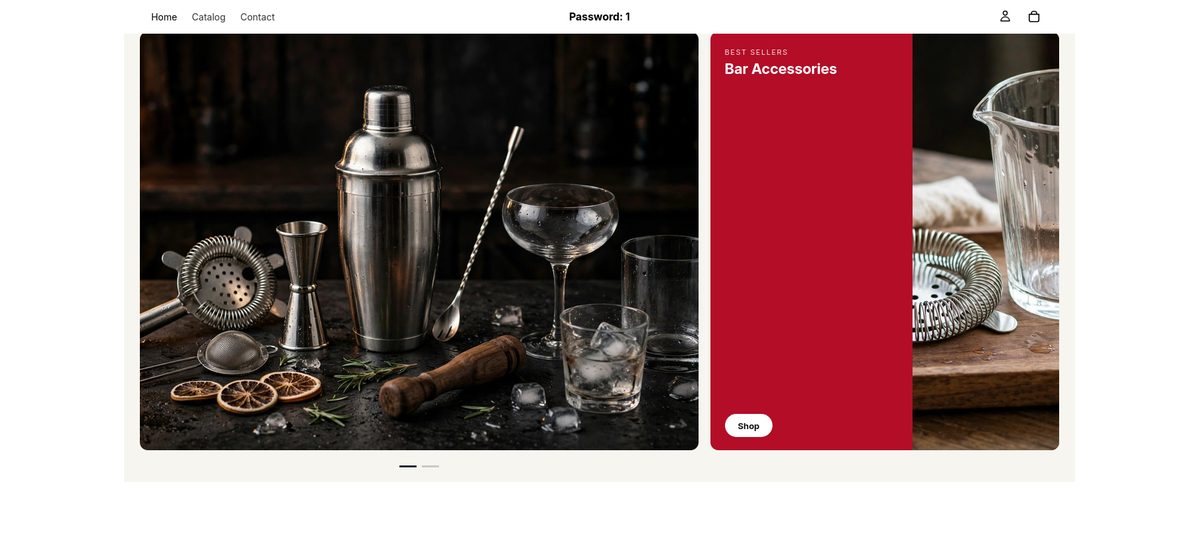 Home
Catalog
Contact
Password: 1
BEST SELLERS
Bar Accessories
Shop